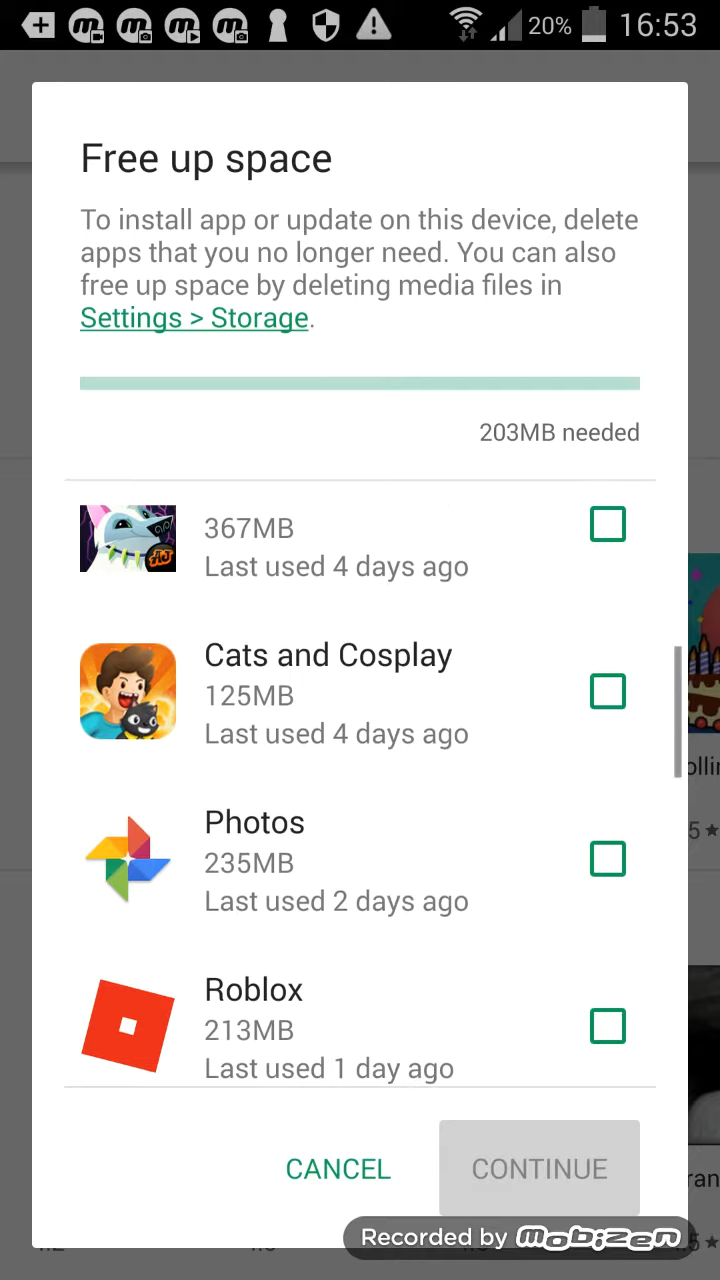 20% 16:53
Free up space
To install app or update on this device, delete
apps that you no longer need. You can also
free up space by deleting media files in
Settings > Storage.
203MB needed
367MB
Last used 4 days ago
AJ
Cats and Cosplay
125MB
Last used 4 days ago
Photos
235MB
Last used 2 days ago
Roblox
213MB
Last used 1 day ago
CANCEL
CONTINUE
Recorded by mobizen